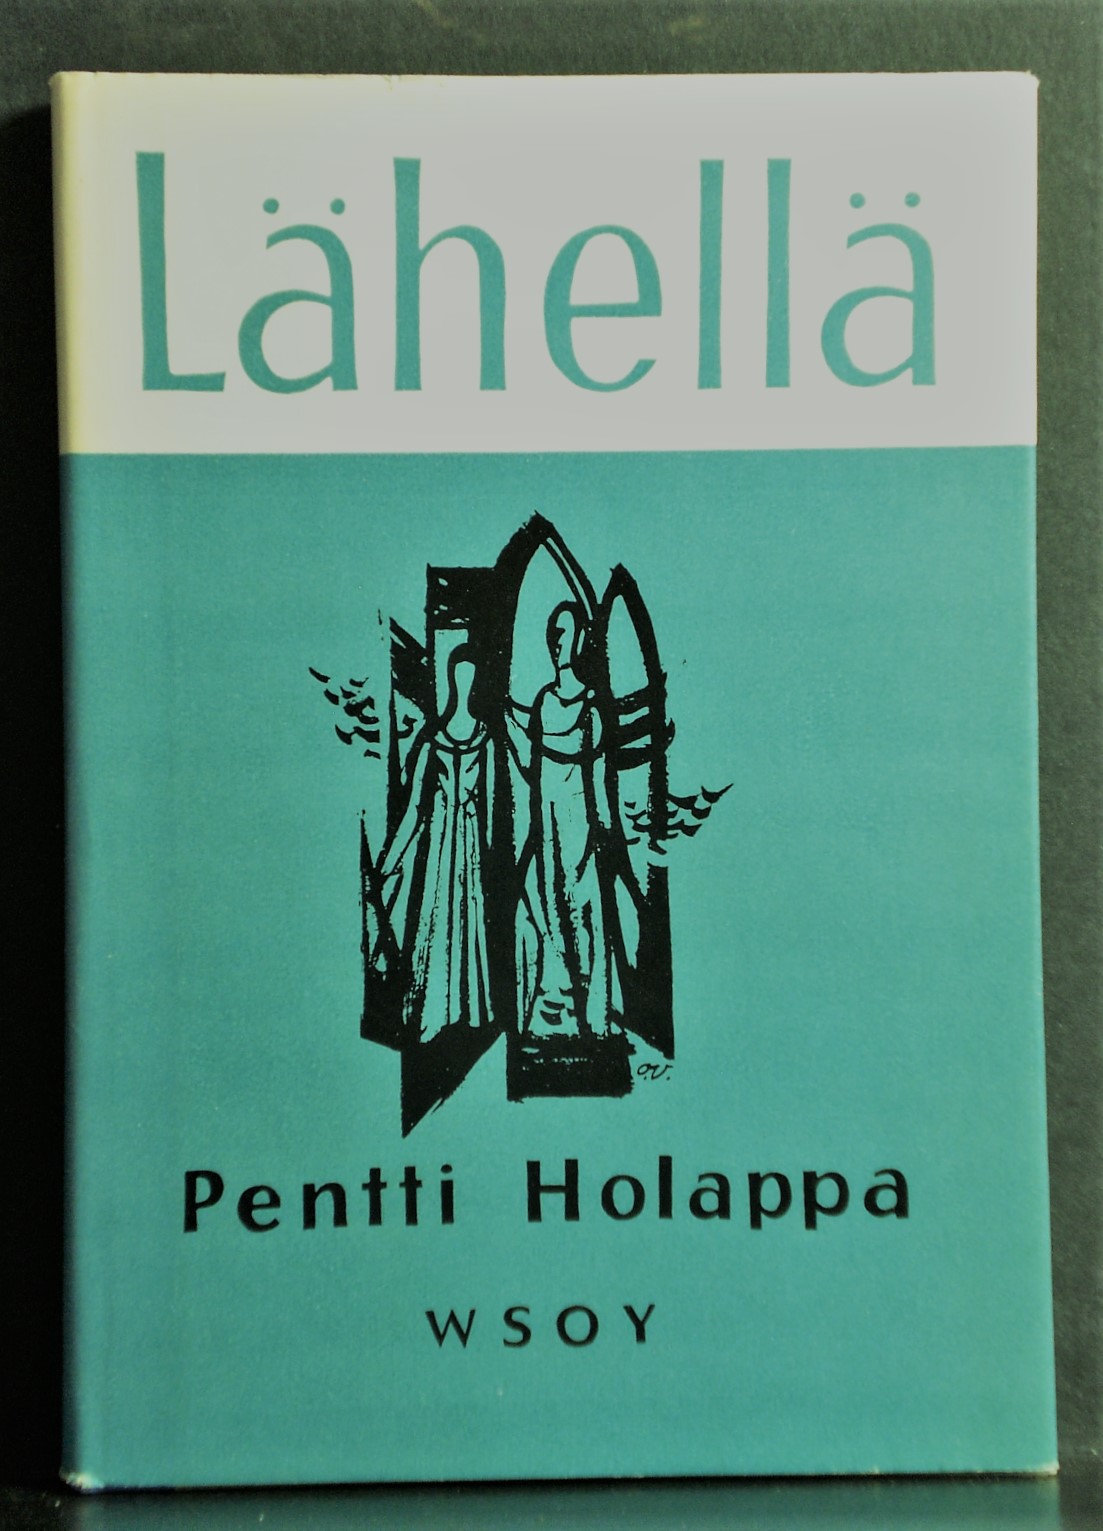 Lähellä
o.v.
Pentti Holappa
WSOY